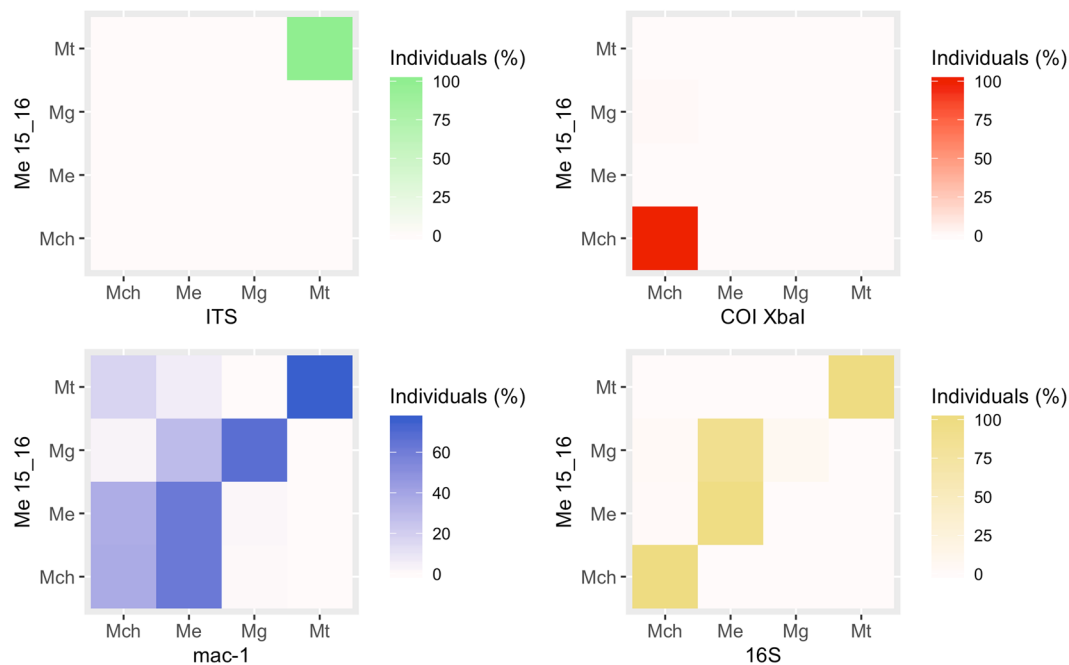 Me 15_16
Mt
Mg
Me
Mch
Mch Me Mg Mt
ITS
Individuals (%)
100
75
50
25
0
Me 15_16
Mt
Mg
Me
Mch
Mch Me Mg Mt
COI XbaI
Individuals (%)
100
75
50
25
0
Me 15_16
Mt
Mg
Me
Mch
Mch Me Mg Mt
mac-1
Individuals (%)
60
40
20
0
Me 15_16
Mt
Mg
Me
Mch
Mch Me Mg Mt
16S
Individuals (%)
100
75
50
25
0